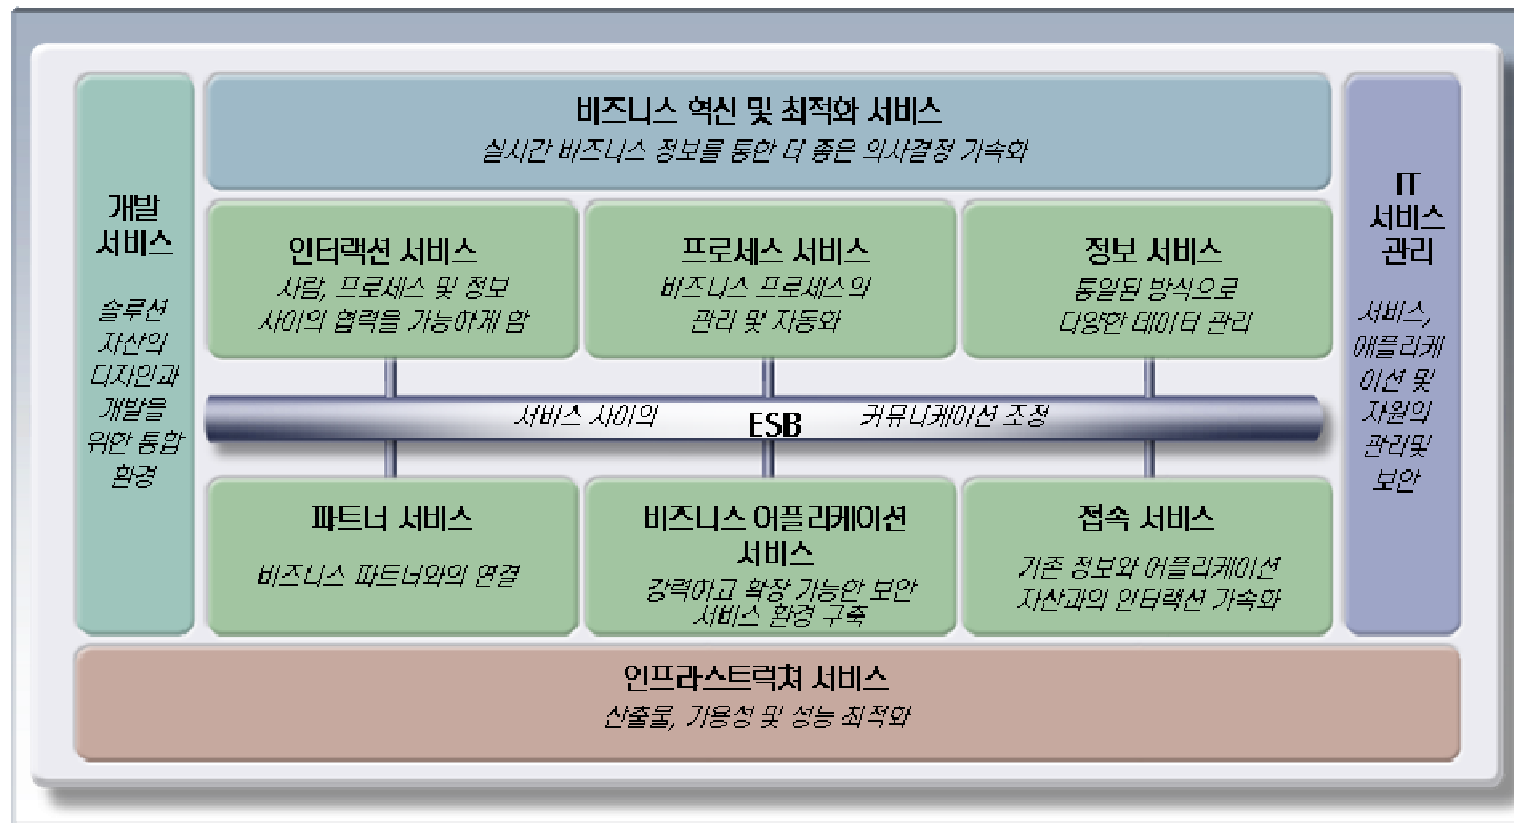 비즈니스 혁신 및 최적화 서비스
실시간 비즈니스 정보를 통한 더 좋은 의사결정 가속화
개발
서비스
솔루션
자산의
디자인과
개발을
위한 통합
환경
인터랙션 서비스
사람, 프로세스 및 정보
사이의 협력을 가능하게 함
프로세스 서비스
비즈니스 프로세스의
관리 및 자동화
정보 서비스
통일된 방식으로
다양한 데이터 관리
IT
서비스
관리
서비스,
애플리케
이션 및
자원의
관리및
보안
서비스 사이의 ESB 커뮤니케이션 조정
파트너 서비스
비즈니스 파트너와의 연결
비즈니스 어플리케이션
서비스
강력하고 확장 가능한 보안
서비스 환경 구축
접속 서비스
기존 정보와 어플리케이션
자산과의 인터랙션 가속화
인프라스트럭쳐 서비스
산출물, 가용성 및 성능 최적화